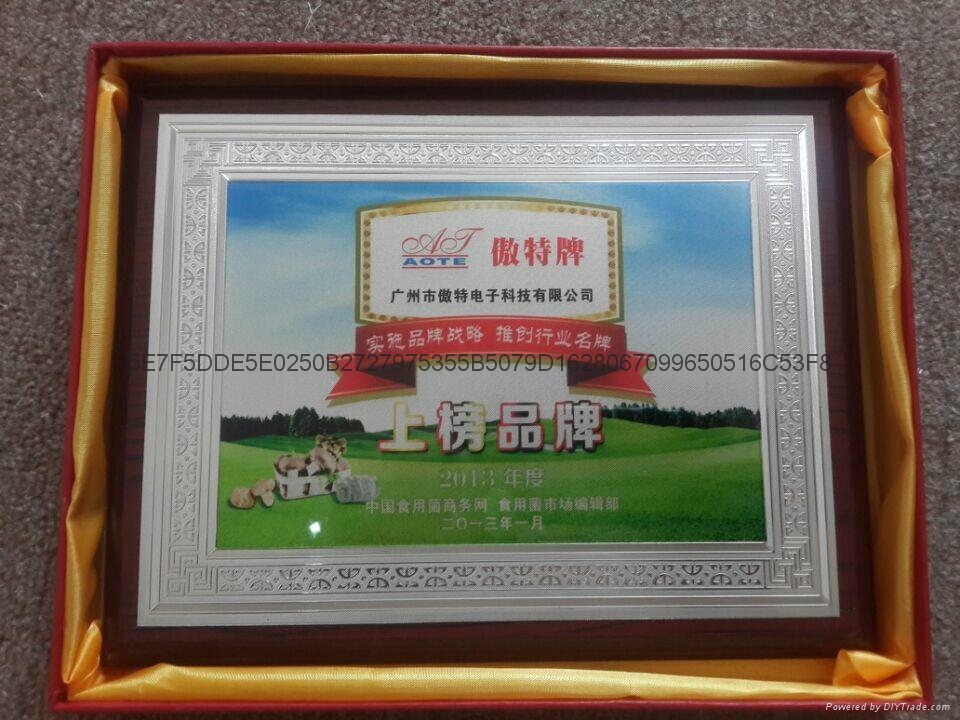 AT
AOTE 傲特牌
广州市傲特电子科技有限公司
实施品牌战略 推创行业名牌
5E7F5DDE5E0250B2727975355B5079D1628067099650516C53F8
上榜品牌
2013 年度
中国食用菌商务网 食用菌市场编辑部
二〇一三年一月
Powered by DIYTrade.com